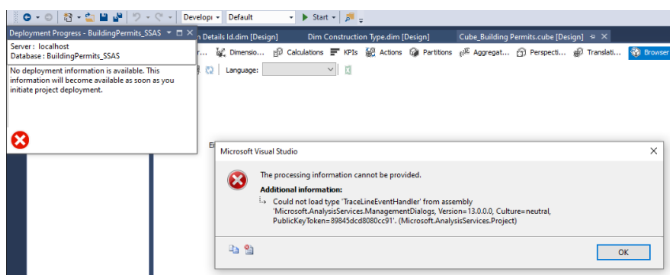 Develop Default Start
Deployment Progress - BuildingPermits_SSAS
Details Id.dim [Design] Dim Construction Type.dim [Design] Cube_Building Permits.cube [Design]
Server : localhost
Database : BuildingPermits_SSAS
Dimensio... Calculations KPIs Actions Partitions Aggregat... Perspecti... Translati... Browser
No deployment information is available. This
information will become available as soon as you
initiate project deployment.
Language:
Microsoft Visual Studio
The processing information cannot be provided.
Additional information:
Could not load type 'TraceLineEventHandler' from assembly
'Microsoft.AnalysisServices.ManagementDialogs, Version=13.0.0.0, Culture=neutral,
PublicKeyToken=89845dcd8080cc91'. (Microsoft.AnalysisServices.Project)
OK